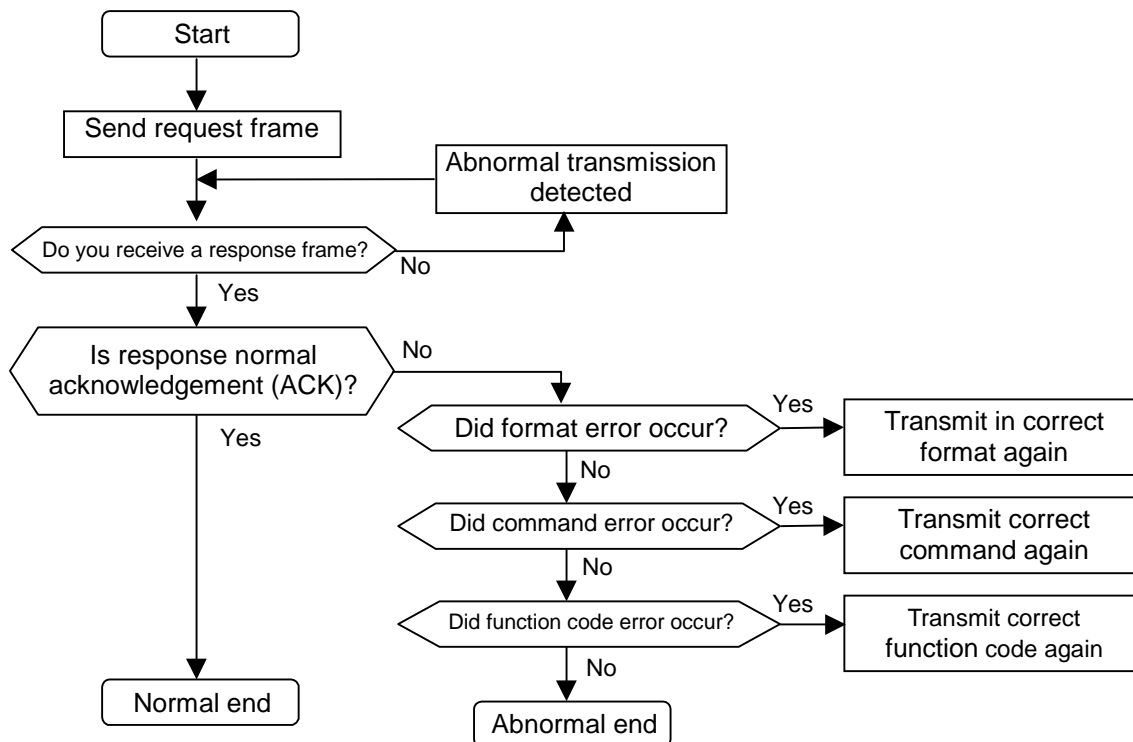 Start
Send request frame
Abnormal transmission
detected
Do you receive a response frame?
No
Yes
Is response normal
acknowledgement (ACK)?
No
Yes
Did format error occur?
Yes
Transmit in correct
format again
No
Did command error occur?
Yes
Transmit correct
command again
No
Did function code error occur?
Yes
Transmit correct
function code again
No
Normal end
Abnormal end